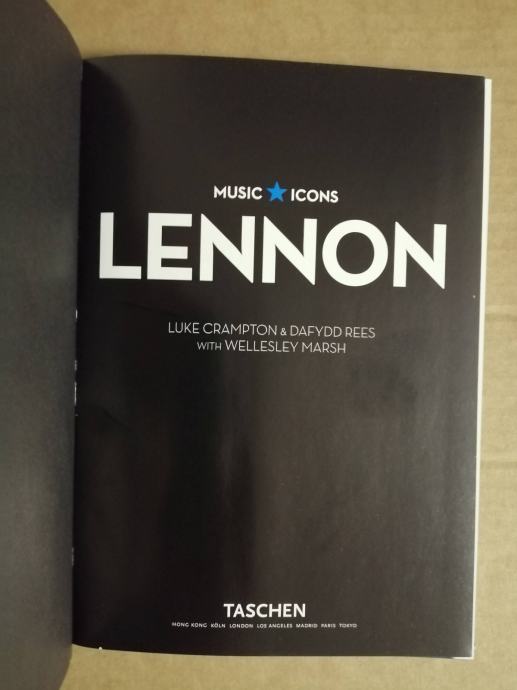 MUSIC ★ ICONS
LENNON
LUKE CRAMPTON & DAFYDD REES
WITH WELLESLEY MARSH
TASCHEN
HONG KONG KÖLN LONDON LOS ANGELES MADRID PARIS TOKYO